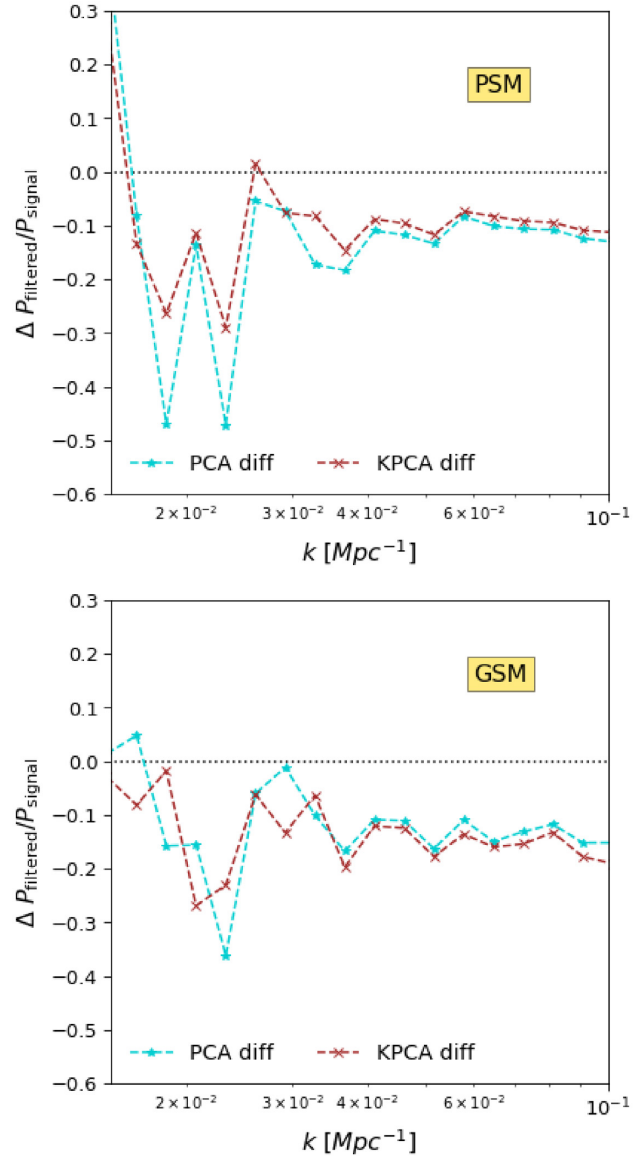 0.3
0.2
0.1
0.0
−0.1
−0.2
−0.3
−0.4
−0.5
−0.6
Δ P_filtered/P_signal
PSM
PCA diff KPCA diff
2 × 10⁻² 3 × 10⁻² 4 × 10⁻² 6 × 10⁻² 10⁻¹
k [Mpc⁻¹]
0.3
0.2
0.1
0.0
−0.1
−0.2
−0.3
−0.4
−0.5
−0.6
Δ P_filtered/P_signal
GSM
PCA diff KPCA diff
2 × 10⁻² 3 × 10⁻² 4 × 10⁻² 6 × 10⁻² 10⁻¹
k [Mpc⁻¹]